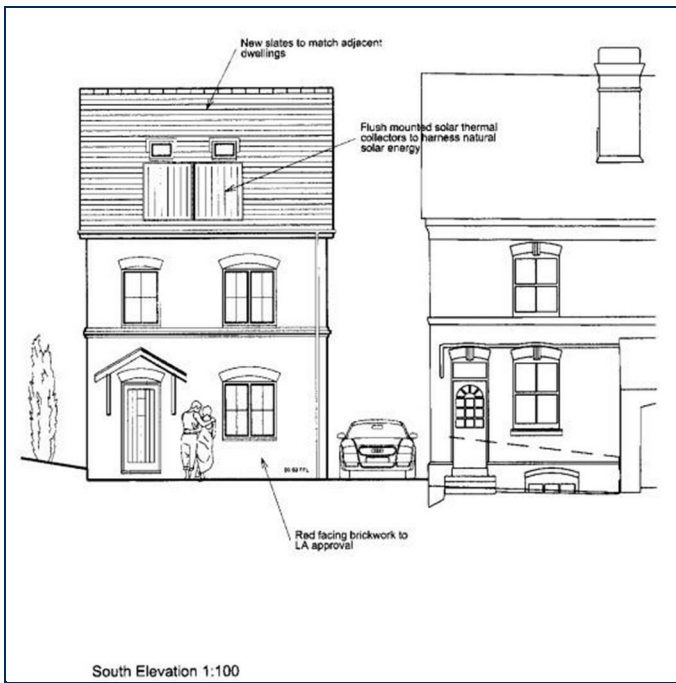 New slates to match adjacent
dwellings
Flush mounted solar thermal
collectors to harness natural
solar energy
Red facing brickwork to
LA approval
South Elevation 1:100